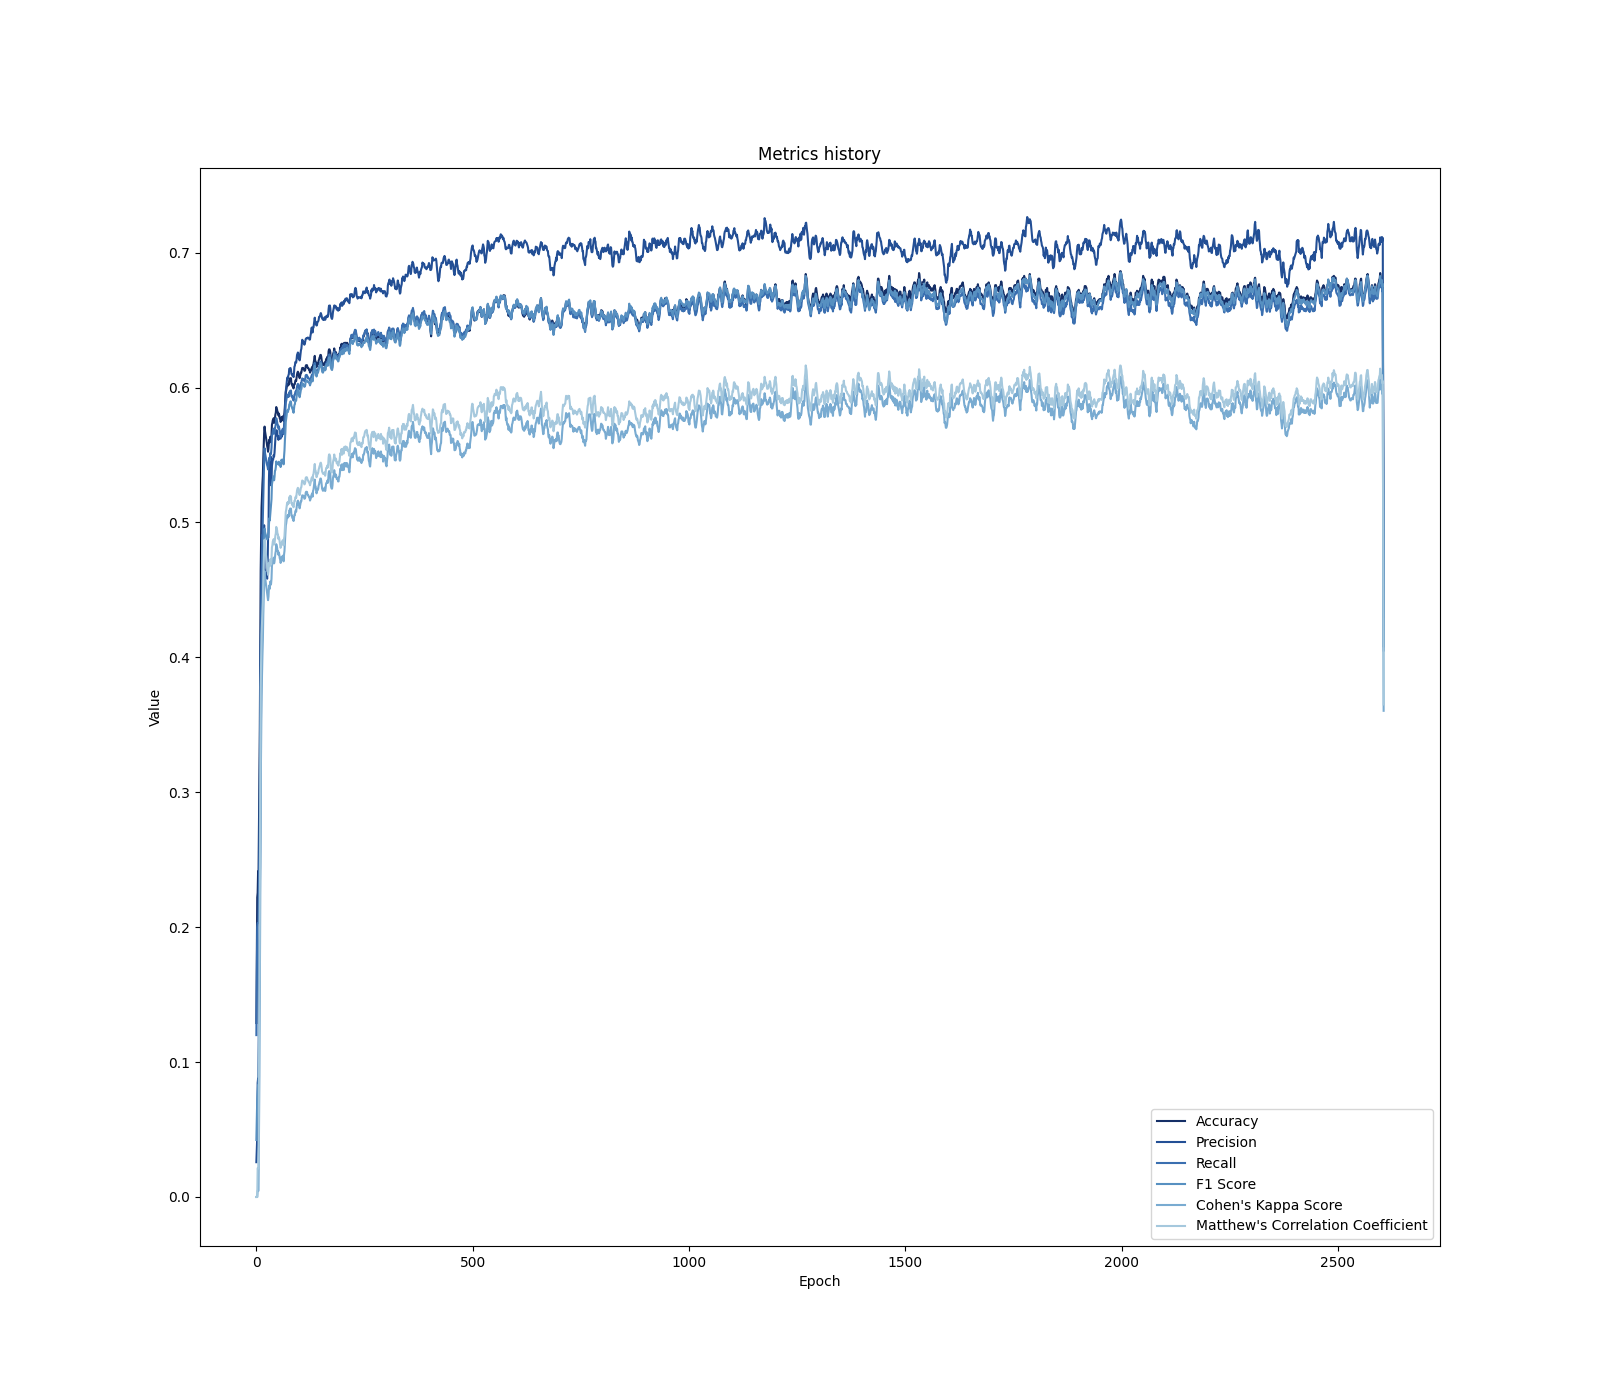 Metrics history
0.7
0.6
0.5
0.4
0.3
0.2
0.1
0.0
Value
0 500 1000 1500 2000 2500
Epoch
Accuracy
Precision
Recall
F1 Score
Cohen's Kappa Score
Matthew's Correlation Coefficient